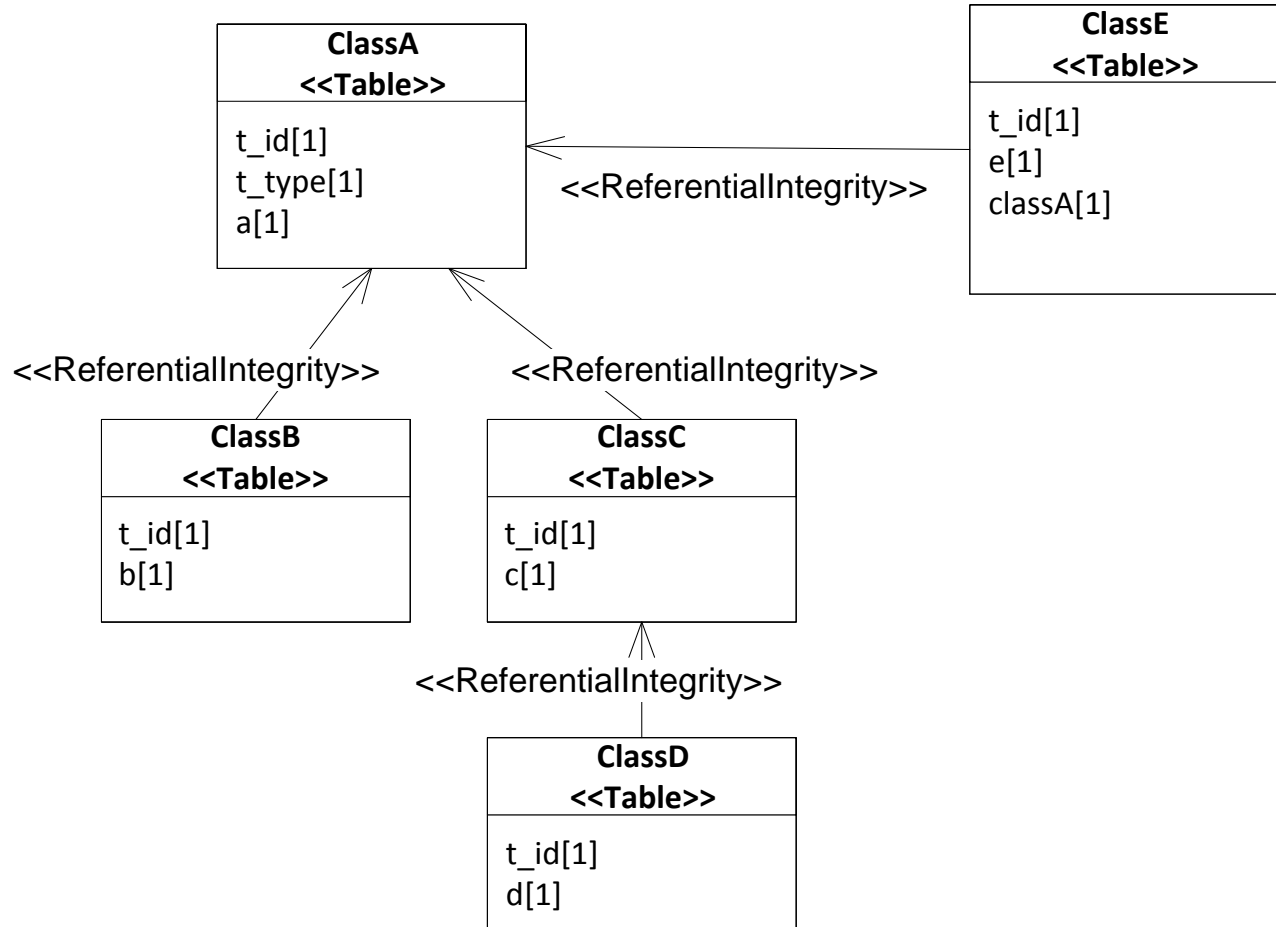 ClassA
<<Table>>
t_id[1]
t_type[1]
a[1]
ClassE
<<Table>>
t_id[1]
e[1]
classA[1]
<<ReferentialIntegrity>>
<<ReferentialIntegrity>>
<<ReferentialIntegrity>>
ClassB
<<Table>>
t_id[1]
b[1]
ClassC
<<Table>>
t_id[1]
c[1]
<<ReferentialIntegrity>>
ClassD
<<Table>>
t_id[1]
d[1]